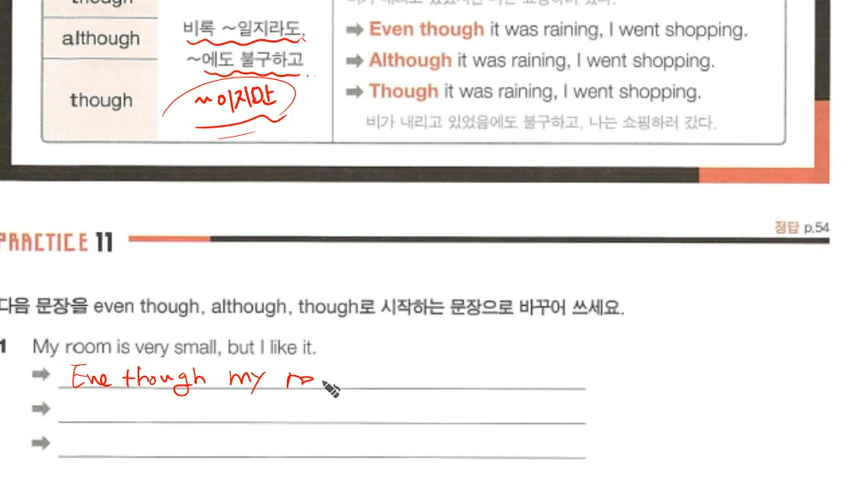 though
although 비록 ~일지라도, ➡ Even though it was raining, I went shopping.
~에도 불구하고 ➡ Although it was raining, I went shopping.
though ~이지만 ➡ Though it was raining, I went shopping.
비가 내리고 있었음에도 불구하고, 나는 쇼핑하러 갔다.
PRACTICE 11 정답 p.54
다음 문장을 even though, although, though로 시작하는 문장으로 바꾸어 쓰세요.
1 My room is very small, but I like it.
➡ Eve though my ro
➡
➡